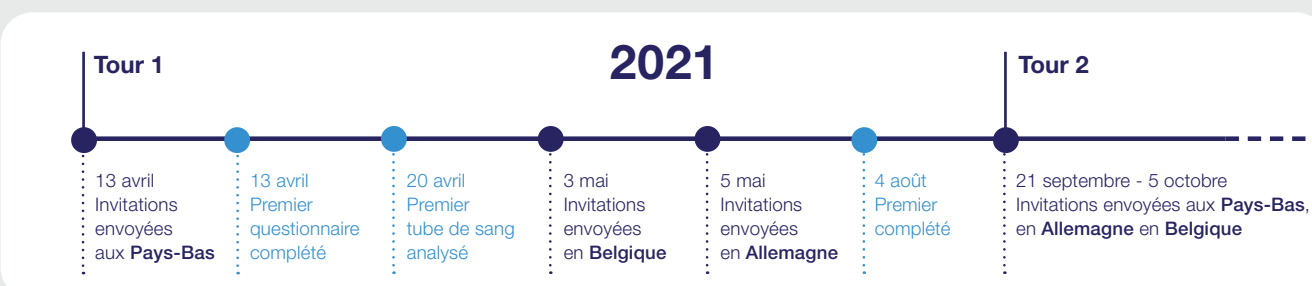 Tour 1
2021
Tour 2
13 avril
Invitations
envoyées
aux Pays-Bas
13 avril
Premier
questionnaire
complété
20 avril
Premier
tube de sang
analysé
3 mai
Invitations
envoyées
en Belgique
5 mai
Invitations
envoyées
en Allemagne
4 août
Premier
complété
21 septembre - 5 octobre
Invitations envoyées aux Pays-Bas,
en Allemagne en Belgique